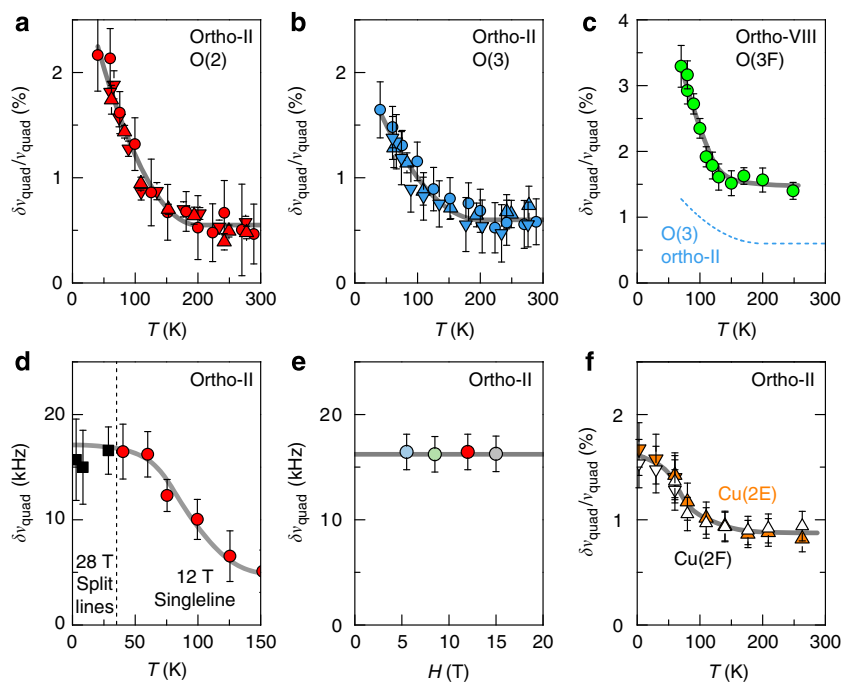 a
Ortho-II
O(2)
δν_quad/ν_quad (%)
2
1
0
0 100 200 300
T (K)
b
Ortho-II
O(3)
δν_quad/ν_quad (%)
2
1
0
0 100 200 300
T (K)
c
Ortho-VIII
O(3F)
δν_quad/ν_quad (%)
4
3
2
1
0
O(3)
ortho-II
0 100 200 300
T (K)
d
Ortho-II
δν_quad (kHz)
20
10
0
28 T
Split
lines
12 T
Singleline
0 50 100 150
T (K)
e
Ortho-II
δν_quad (kHz)
20
10
0
5 10 15 20
H (T)
f
Ortho-II
δν_quad/ν_quad (%)
2
1
0
Cu(2E)
Cu(2F)
0 100 200 300
T (K)